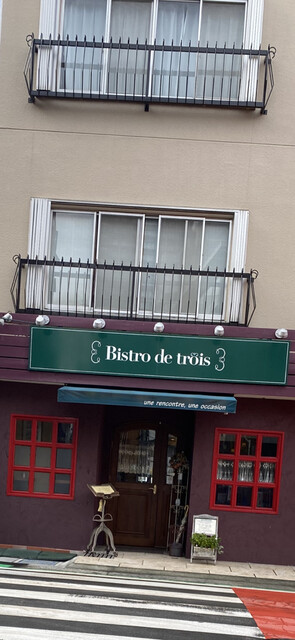 Bistro de trois
une rencontre, une occasion